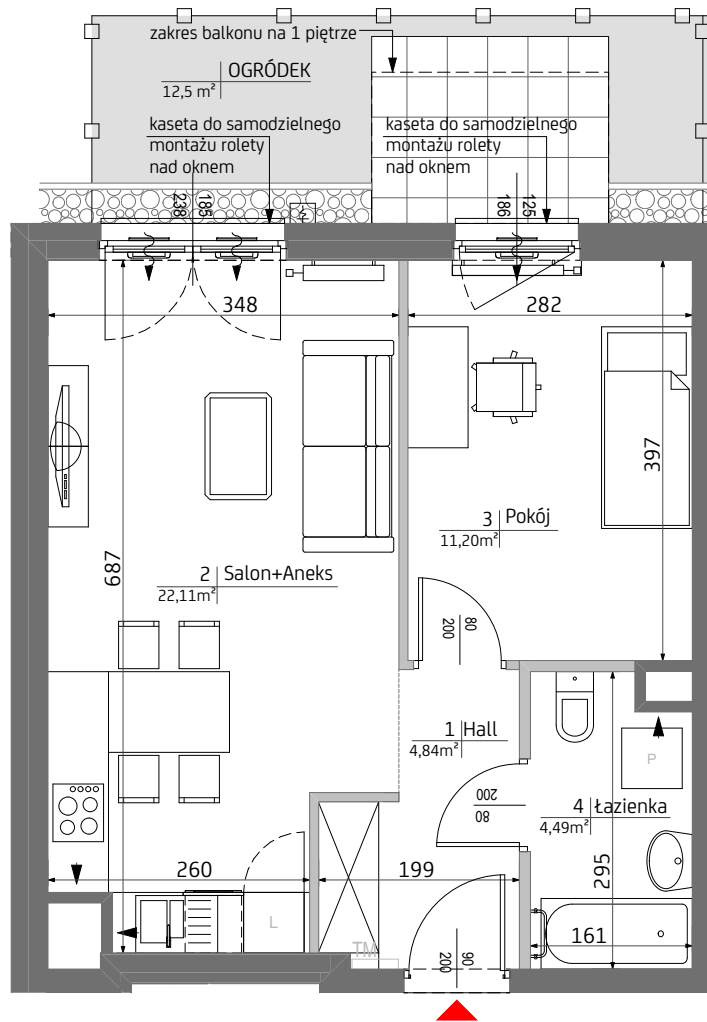 zakres balkonu na 1 piętrze
OGRÓDEK
12,5 m²
kaseta do samodzielnego
montażu rolety
nad oknem
kaseta do samodzielnego
montażu rolety
nad oknem
238
185
186
125
348
282
397
687
3 Pokój
11,20m²
2 Salon+Aneks
22,11m²
80
200
1 Hall
4,84m²
P
80
200
4 Łazienka
4,49m²
260
199
295
161
L
TM
90
200